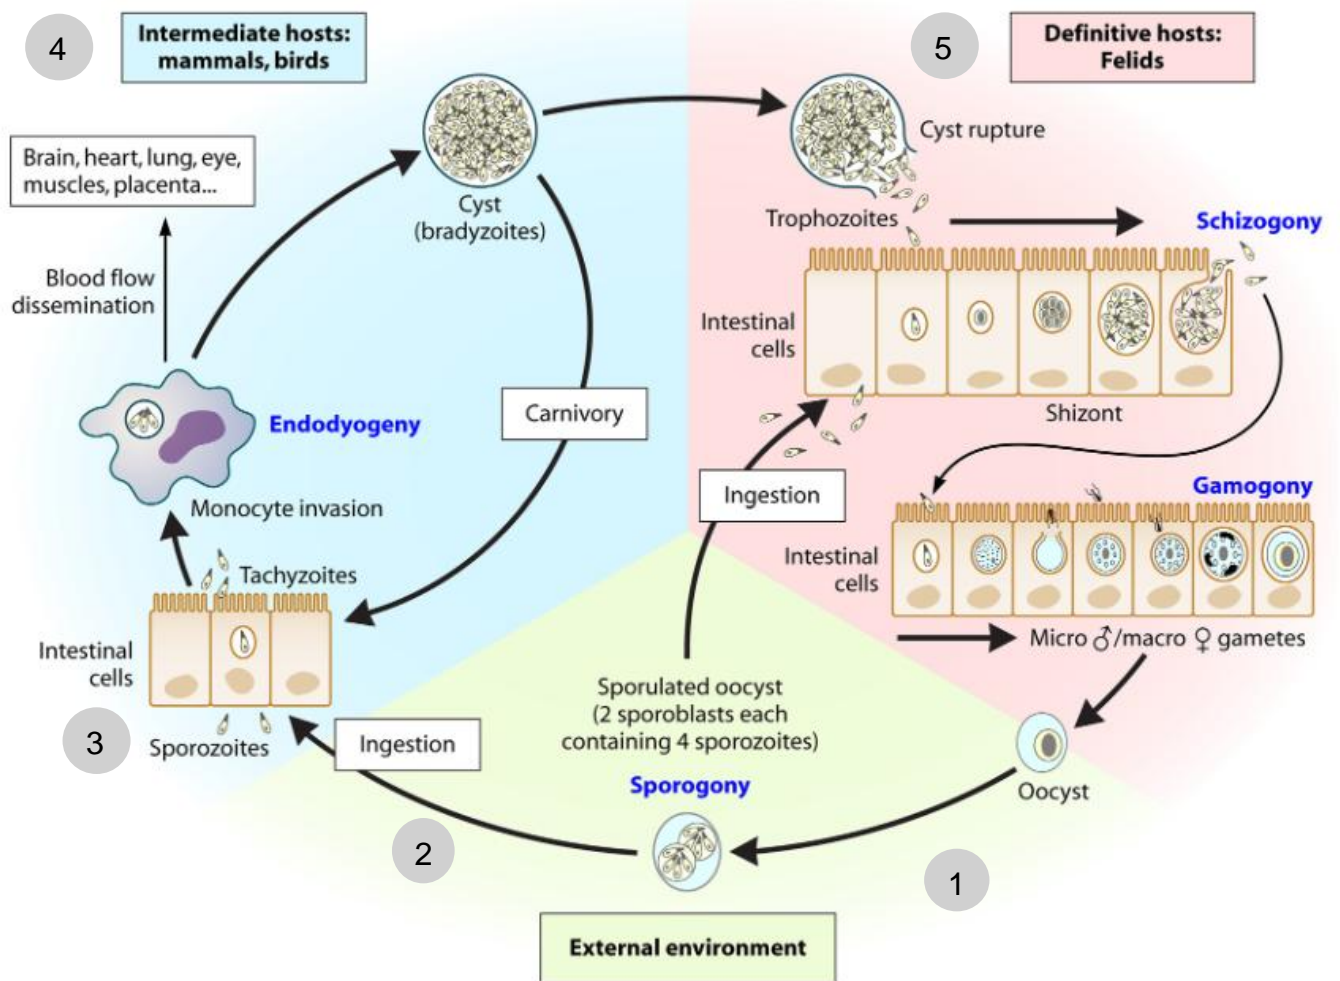 4
Intermediate hosts:
mammals, birds
5
Definitive hosts:
Felids
Brain, heart, lung, eye,
muscles, placenta...
Cyst rupture
Cyst
(bradyzoites)
Trophozoites
Schizogony
Blood flow
dissemination
Intestinal
cells
Carnivory
Shizont
Endodyogeny
Monocyte invasion
Ingestion
Gamogony
Intestinal
cells
Tachyzoites
Micro ♂/macro ♀ gametes
Intestinal
cells
Sporulated oocyst
(2 sporoblasts each
containing 4 sporozoites)
3
Sporozoites
Ingestion
Sporogony
Oocyst
2
1
External environment